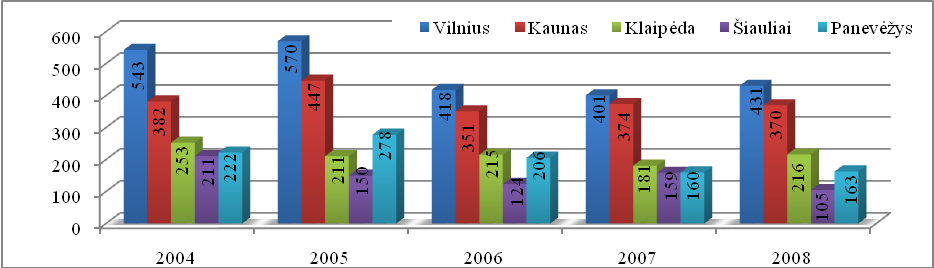 Vilnius Kaunas Klaipėda Šiauliai Panevėžys
600
500
400
300
200
100
0
543 382 253 211 222
570 447 211 150 278
418 351 215 124 206
401 374 181 159 160
431 370 216 105 163
2004 2005 2006 2007 2008